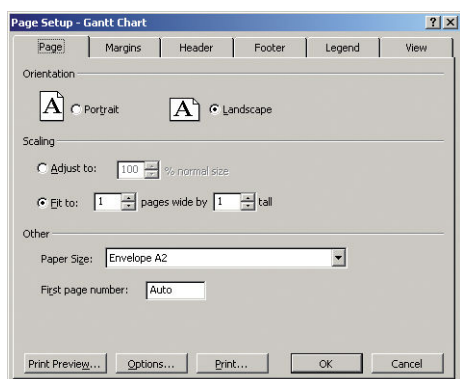 Page Setup - Gantt Chart
Page Margins Header Footer Legend View
Orientation
A Portrait A Landscape
Scaling
Adjust to: 100 % normal size
Fit to: 1 pages wide by 1 tall
Other
Paper Size: Envelope A2
First page number: Auto
Print Preview... Options... Print... OK Cancel